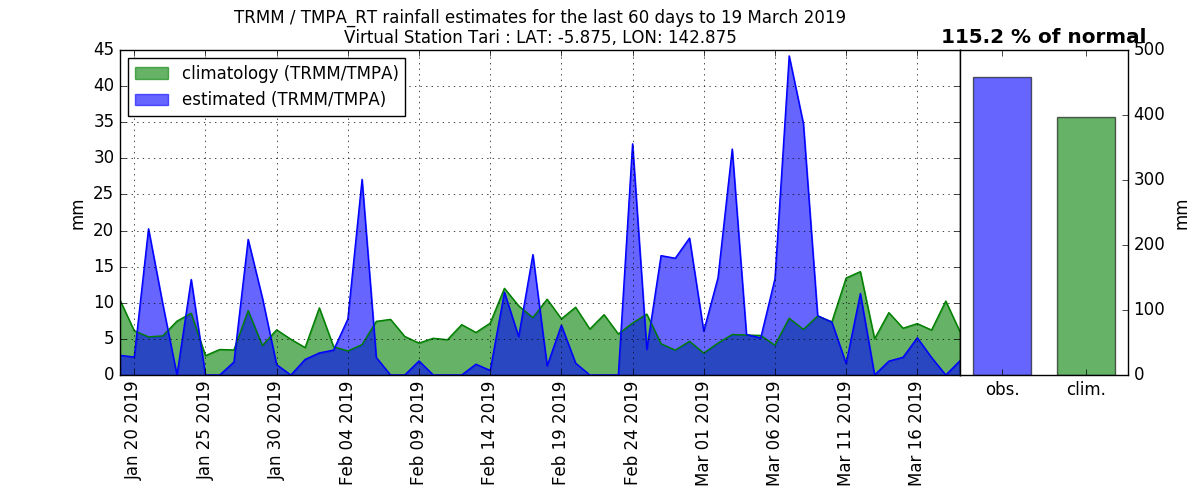 TRMM / TMPA_RT rainfall estimates for the last 60 days to 19 March 2019
Virtual Station Tari : LAT: -5.875, LON: 142.875
115.2 % of normal
climatology (TRMM/TMPA)
estimated (TRMM/TMPA)
45
40
35
30
25
20
15
10
5
0
mm
Jan 20 2019
Jan 25 2019
Jan 30 2019
Feb 04 2019
Feb 09 2019
Feb 14 2019
Feb 19 2019
Feb 24 2019
Mar 01 2019
Mar 06 2019
Mar 11 2019
Mar 16 2019
obs.
clim.
500
400
300
200
100
0
mm